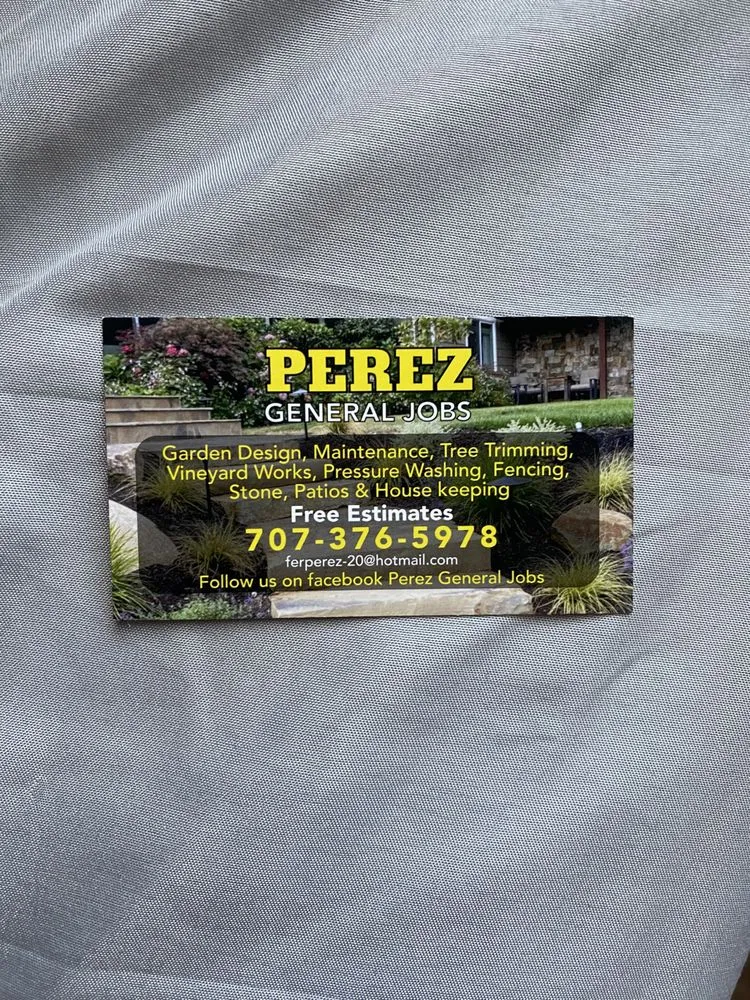 PEREZ
GENERAL JOBS
Garden Design, Maintenance, Tree Trimming,
Vineyard Works, Pressure Washing, Fencing,
Stone, Patios & House keeping
Free Estimates
707-376-5978
ferperez-20@hotmail.com
Follow us on facebook Perez General Jobs